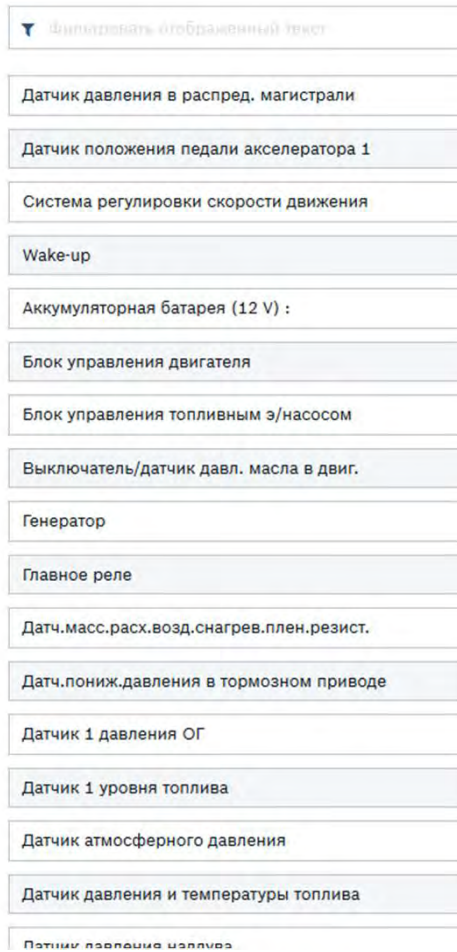 Фильтровать отображенный текст
Датчик давления в распред. магистрали
Датчик положения педали акселератора 1
Система регулировки скорости движения
Wake-up
Аккумуляторная батарея (12 V) :
Блок управления двигателя
Блок управления топливным э/насосом
Выключатель/датчик давл. масла в двиг.
Генератор
Главное реле
Датч.масс.расх.возд.снагрев.плен.резист.
Датч.пониж.давления в тормозном приводе
Датчик 1 давления ОГ
Датчик 1 уровня топлива
Датчик атмосферного давления
Датчик давления и температуры топлива
Датчик давления наддува